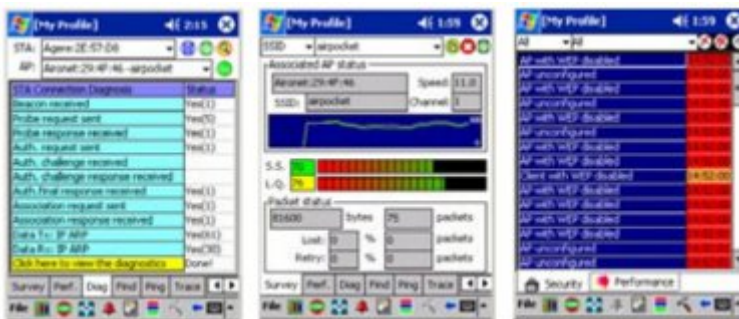 [My Profile] 2:15
STA: Agere:2E:57:D8
AP: Aironet:29:4F:46 -airpocket
STA Connection Diagnosis Status
Beacon received Yes(1)
Probe request sent Yes(5)
Probe response received Yes(1)
Auth. request sent Yes(1)
Auth. challenge received
Auth. challenge response received
Auth.final response received Yes(1)
Association request sent Yes(1)
Association response received Yes(1)
Data Tx: IP ARP
Data Rx: IP ARP
Click here to view the diagnostics Done!
Survey Perf. Diag Find Ping Trace
File
[My Profile] 1:59
SSID airpocket
Associated AP status
Aironet:29:4F:46 Speed: 11.0
SSID: airpocket Channel: 1
S.S.
L.Q.
Packet status
81600 bytes 75 packets
Lost: 0 % 0 packets
Retry: 0 % 0 packets
Survey Perf. Diag Find Ping Trace
File
[My Profile] 1:59
All All
AP with WEP disabled
AP unconfigured
AP with WEP disabled
AP with WEP disabled
AP unconfigured
AP with WEP disabled
AP unconfigured
AP with WEP disabled
Client with WEP disabled 14:52:00
AP with WEP disabled
AP with WEP disabled
AP with WEP disabled
AP with WEP disabled
AP unconfigured
AP with WEP disabled
Security Performance
File